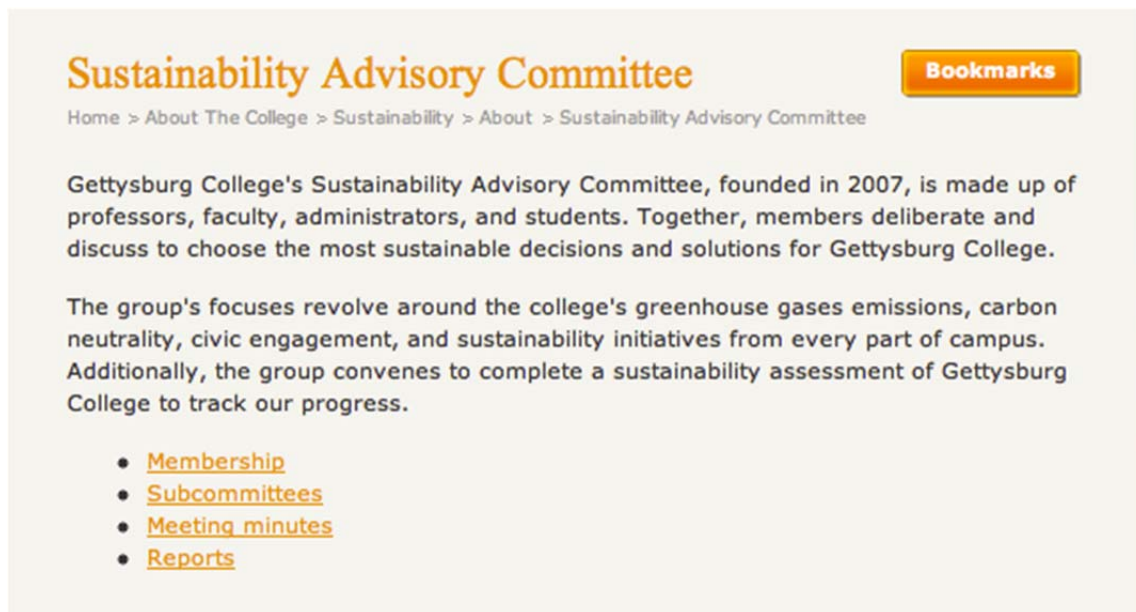 Sustainability Advisory Committee
Bookmarks
Home > About The College > Sustainability > About > Sustainability Advisory Committee
Gettysburg College's Sustainability Advisory Committee, founded in 2007, is made up of
professors, faculty, administrators, and students. Together, members deliberate and
discuss to choose the most sustainable decisions and solutions for Gettysburg College.
The group's focuses revolve around the college's greenhouse gases emissions, carbon
neutrality, civic engagement, and sustainability initiatives from every part of campus.
Additionally, the group convenes to complete a sustainability assessment of Gettysburg
College to track our progress.
• Membership
• Subcommittees
• Meeting minutes
• Reports